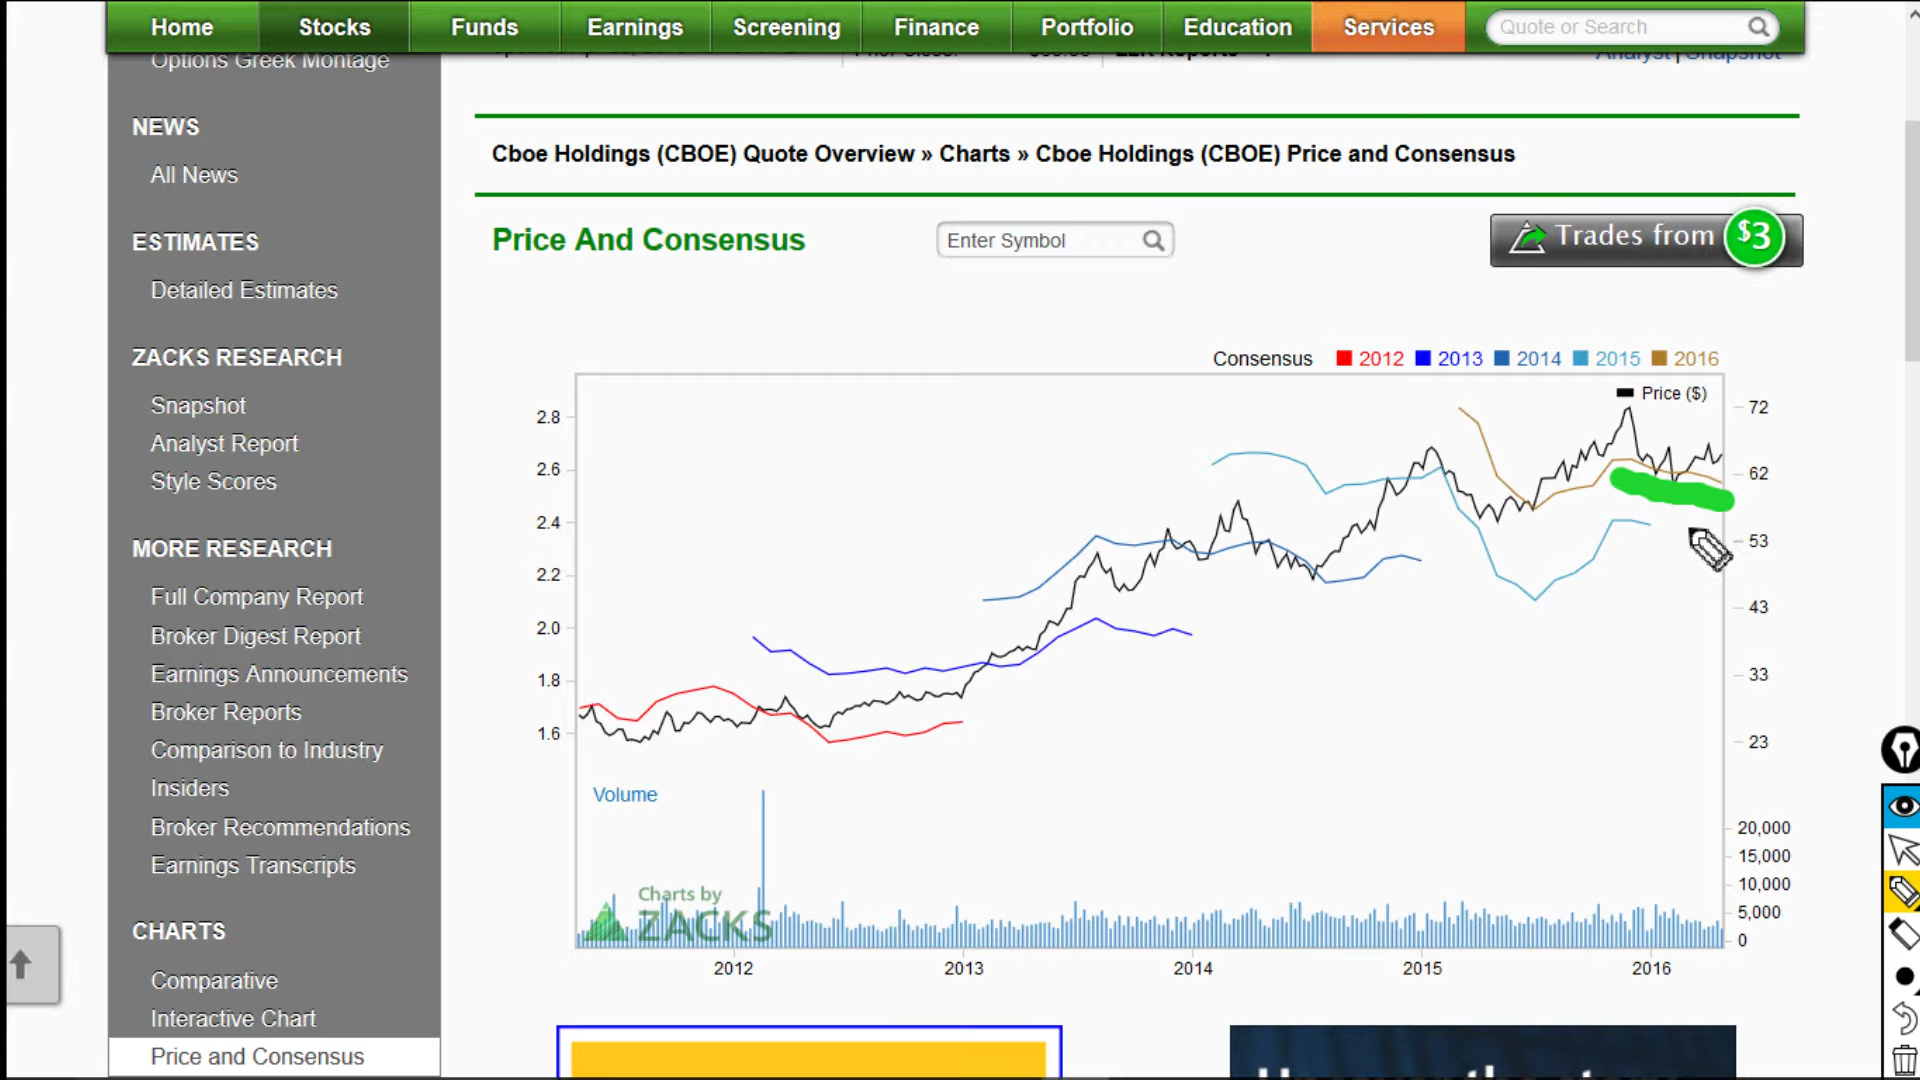 Home Stocks Funds Earnings Screening Finance Portfolio Education Services Quote or Search
Options Greek Montage
NEWS
All News
ESTIMATES
Detailed Estimates
ZACKS RESEARCH
Snapshot
Analyst Report
Style Scores
MORE RESEARCH
Full Company Report
Broker Digest Report
Earnings Announcements
Broker Reports
Comparison to Industry
Insiders
Broker Recommendations
Earnings Transcripts
CHARTS
Comparative
Interactive Chart
Price and Consensus
Analyst | Snapshot
Cboe Holdings (CBOE) Quote Overview » Charts » Cboe Holdings (CBOE) Price and Consensus
Price And Consensus
Enter Symbol
Trades from $3
Consensus 2012 2013 2014 2015 2016
Price ($)
2.8
2.6
2.4
2.2
2.0
1.8
1.6
72
62
53
43
33
23
Volume
20,000
15,000
10,000
5,000
0
Charts by
ZACKS
2012 2013 2014 2015 2016